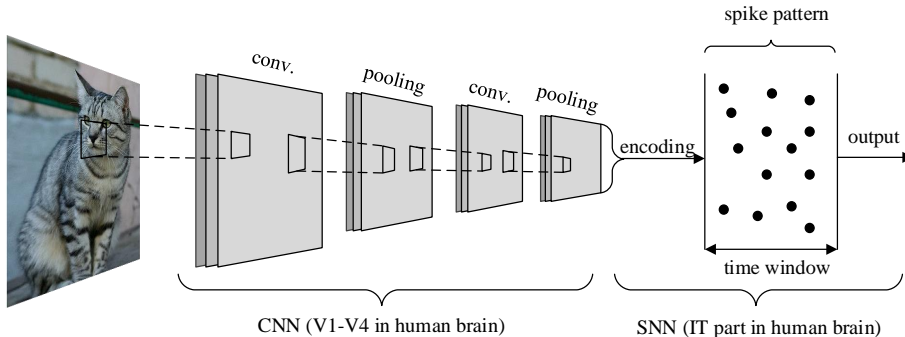 spike pattern
conv.
pooling
conv.
pooling
encoding
output
time window
CNN (V1-V4 in human brain)
SNN (IT part in human brain)